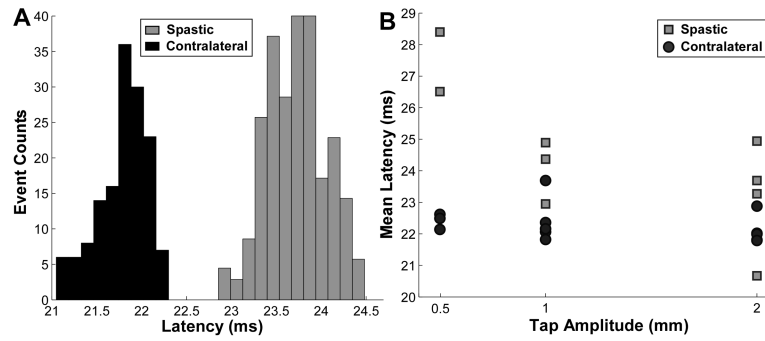 A
Spastic
Contralateral
Event Counts
40
35
30
25
20
15
10
5
0
21 21.5 22 22.5 23 23.5 24 24.5
Latency (ms)
B
Spastic
Contralateral
Mean Latency (ms)
29
28
27
26
25
24
23
22
21
20
0.5 1 2
Tap Amplitude (mm)